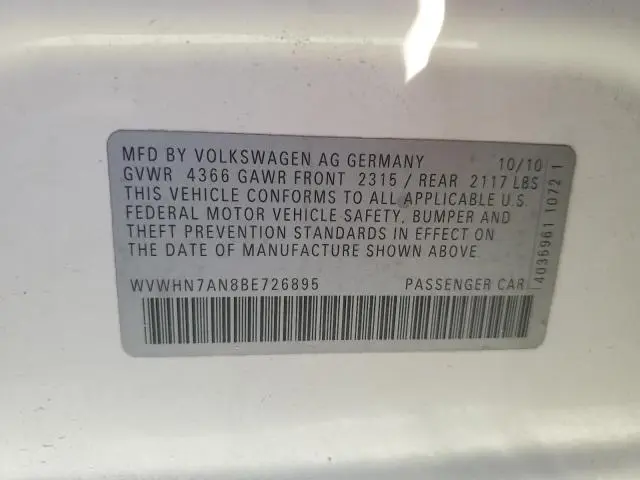 MFD BY VOLKSWAGEN AG GERMANY 10/10
GVWR 4366 GAWR FRONT 2315 / REAR 2117 LBS
THIS VEHICLE CONFORMS TO ALL APPLICABLE U.S.
FEDERAL MOTOR VEHICLE SAFETY, BUMPER AND
THEFT PREVENTION STANDARDS IN EFFECT ON
THE DATE OF MANUFACTURE SHOWN ABOVE.
WVWHN7AN8BE726895 PASSENGER CAR
4036961 1072 1